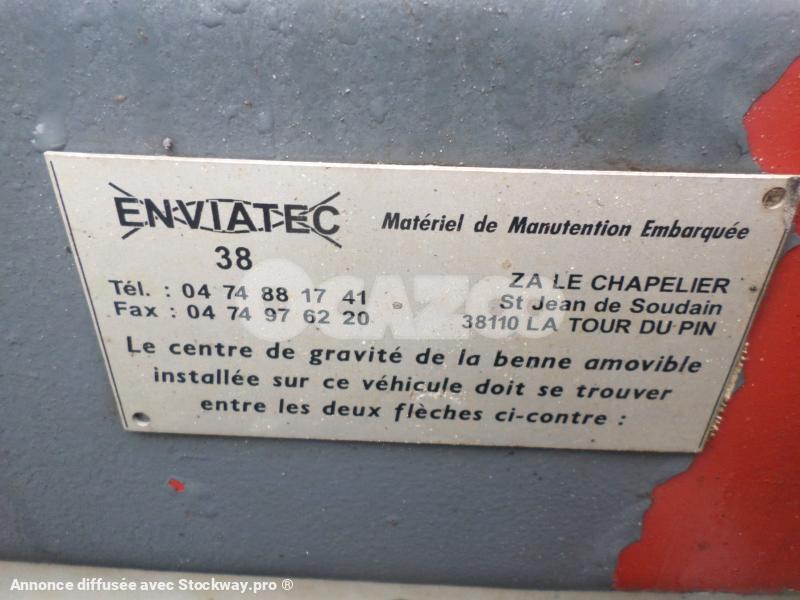 ENVIATEC
38
Matériel de Manutention Embarquée
Tél. : 04 74 88 17 41
Fax : 04 74 97 62 20
ZA LE CHAPELIER
St Jean de Soudain
38110 LA TOUR DU PIN
Le centre de gravité de la benne amovible
installée sur ce véhicule doit se trouver
entre les deux flèches ci-contre :
Annonce diffusée avec Stockway.pro ®